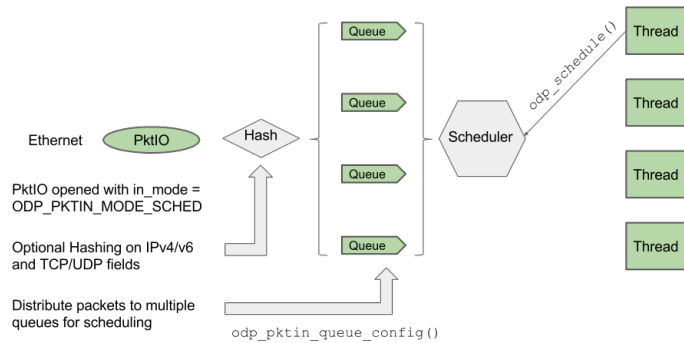 Queue
Thread
odp_schedule()
Queue
Thread
Ethernet
PktIO
Hash
Scheduler
PktIO opened with in_mode =
ODP_PKTIN_MODE_SCHED
Queue
Thread
Optional Hashing on IPv4/v6
and TCP/UDP fields
Queue
Thread
Distribute packets to multiple
queues for scheduling
odp_pktin_queue_config()